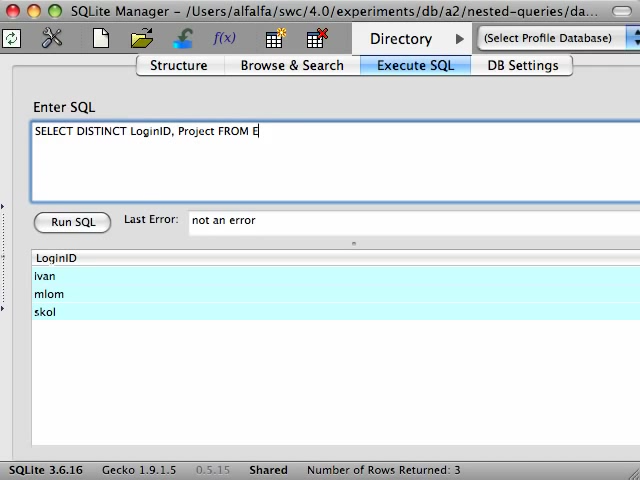 SQLite Manager - /Users/alfalfa/swc/4.0/experiments/db/a2/nested-queries/da...
f(x) Directory (Select Profile Database)
Structure Browse & Search Execute SQL DB Settings
Enter SQL
SELECT DISTINCT LoginID, Project FROM E
Run SQL Last Error: not an error
LoginID
ivan
mlom
skol
SQLite 3.6.16 Gecko 1.9.1.5 0.5.15 Shared Number of Rows Returned: 3